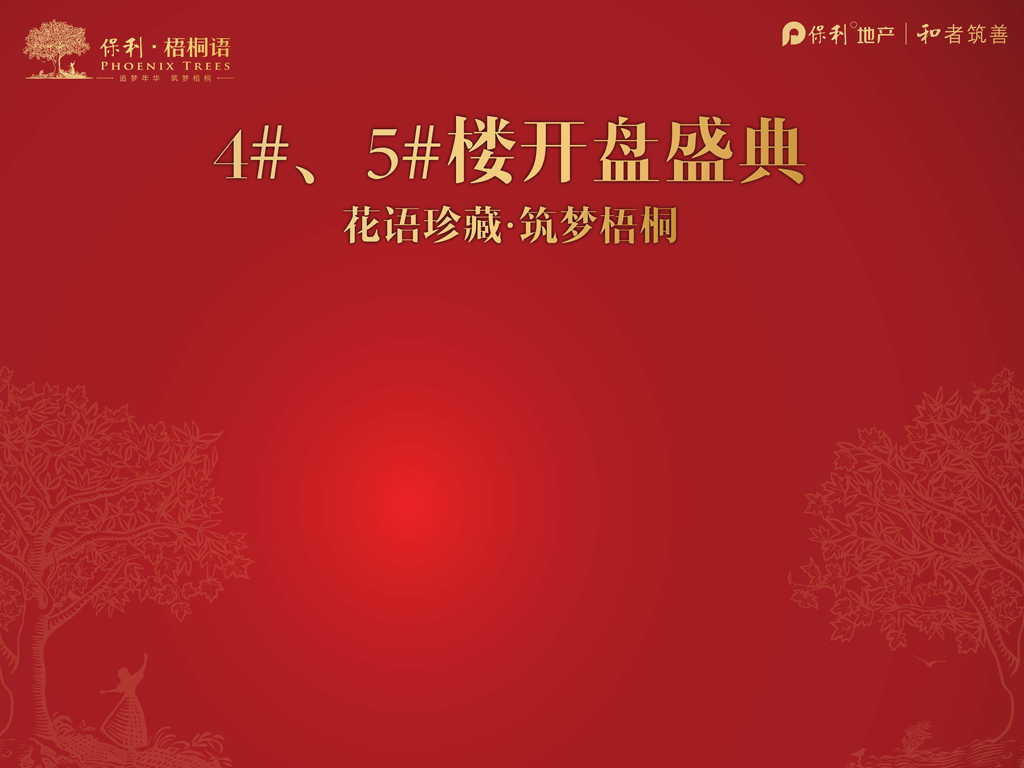 保利·梧桐语
PHOENIX TREES
追梦年华 筑梦梧桐
保利地产 | 和者筑善
4#、5#楼开盘盛典
花语珍藏·筑梦梧桐